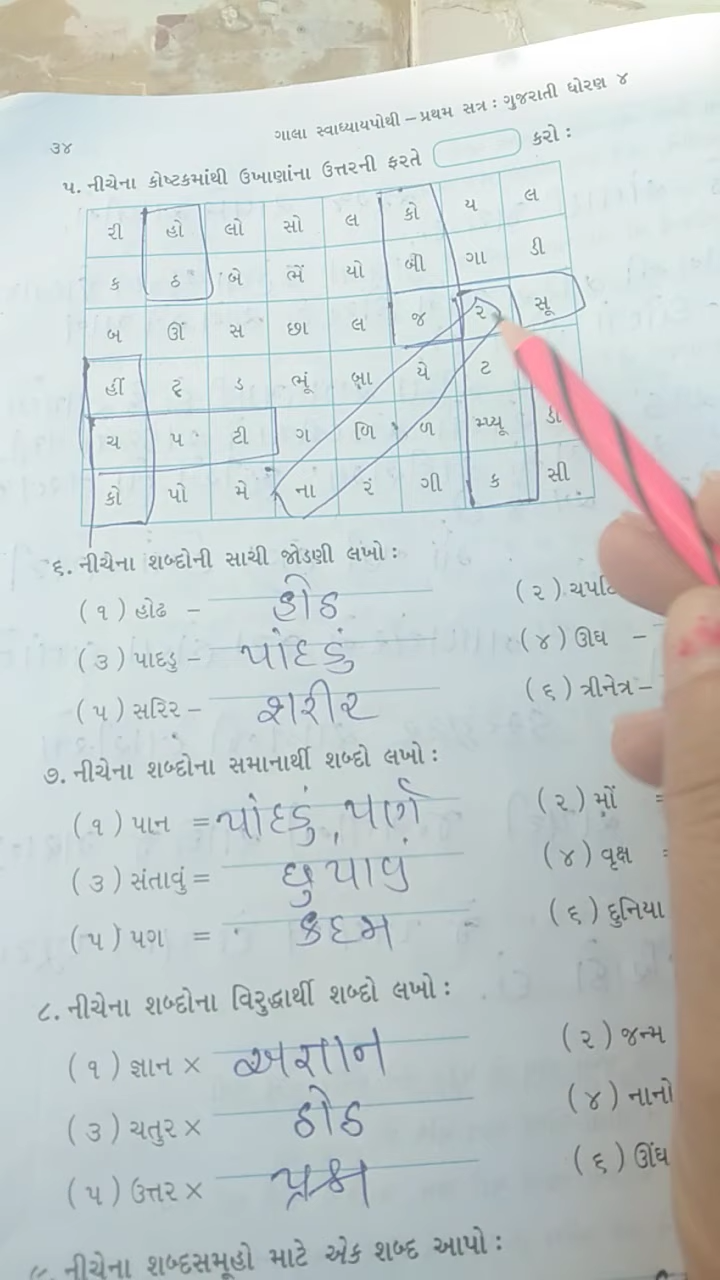 ૩૪
ગાલા સ્વાધ્યાયપોથી – પ્રથમ સત્ર : ગુજરાતી ધોરણ ૪
૫. નીચેના કોષ્ટકમાંથી ઉખાણાંના ઉત્તરની ફરતે કરો :
રી હો લો સો લ કો ય લ
ક ઠ બે ભેં યો બી ગા ડી
બ ઊ સ છા લ જ ર સૂ
હીં ટ્ટ ડ ભૂં બ્રા યે ટ
ચ પ ટી ગ ળિ ળ મ્પ્યૂ ડી
કો પો મે ના રં ગી ક સી
૬. નીચેના શબ્દોની સાચી જોડણી લખો :
(૧) હોઢ – હોઠ (૨) ચપટિ
(૩) પાદડુ – પાંદડું (૪) ઊઘ –
(૫) સરિર – શરીર (૬) ત્રીનેત્ર –
૭. નીચેના શબ્દોના સમાનાર્થી શબ્દો લખો :
(૧) પાન = પાંદડું, પર્ણ (૨) મોં =
(૩) સંતાવું = છુપાવું (૪) વૃક્ષ =
(૫) પગ = કદમ (૬) દુનિયા
૮. નીચેના શબ્દોના વિરુદ્ધાર્થી શબ્દો લખો :
(૧) જ્ઞાન × અજ્ઞાન (૨) જન્મ
(૩) ચતુર × ઠોઠ (૪) નાનો
(૫) ઉત્તર × પ્રશ્ન (૬) ઊંઘ
૯. નીચેના શબ્દસમૂહો માટે એક શબ્દ આપો :